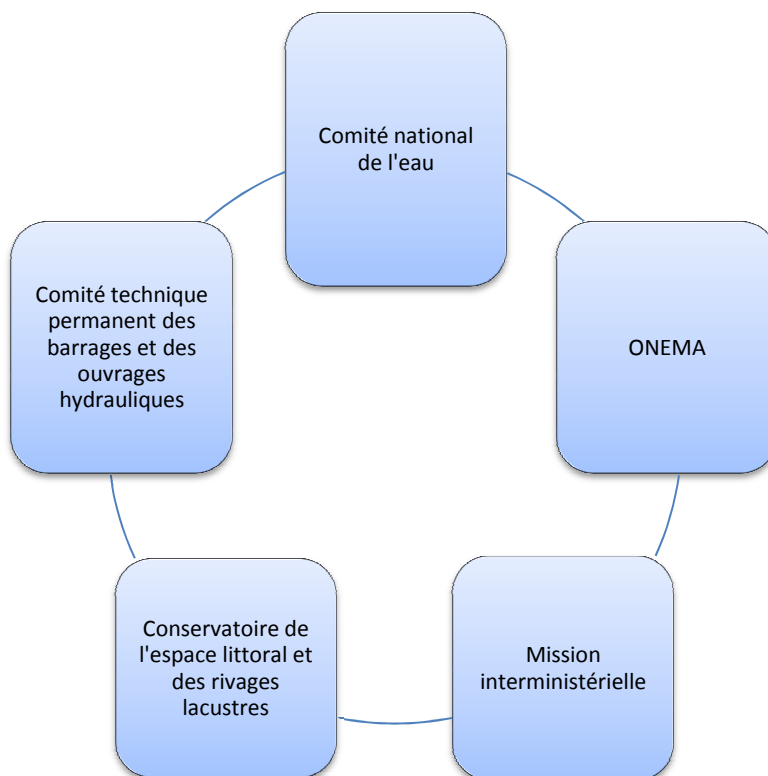 Comité national
de l'eau
ONEMA
Mission
interministérielle
Conservatoire de
l'espace littoral et
des rivages
lacustres
Comité technique
permanent des
barrages et des
ouvrages
hydrauliques